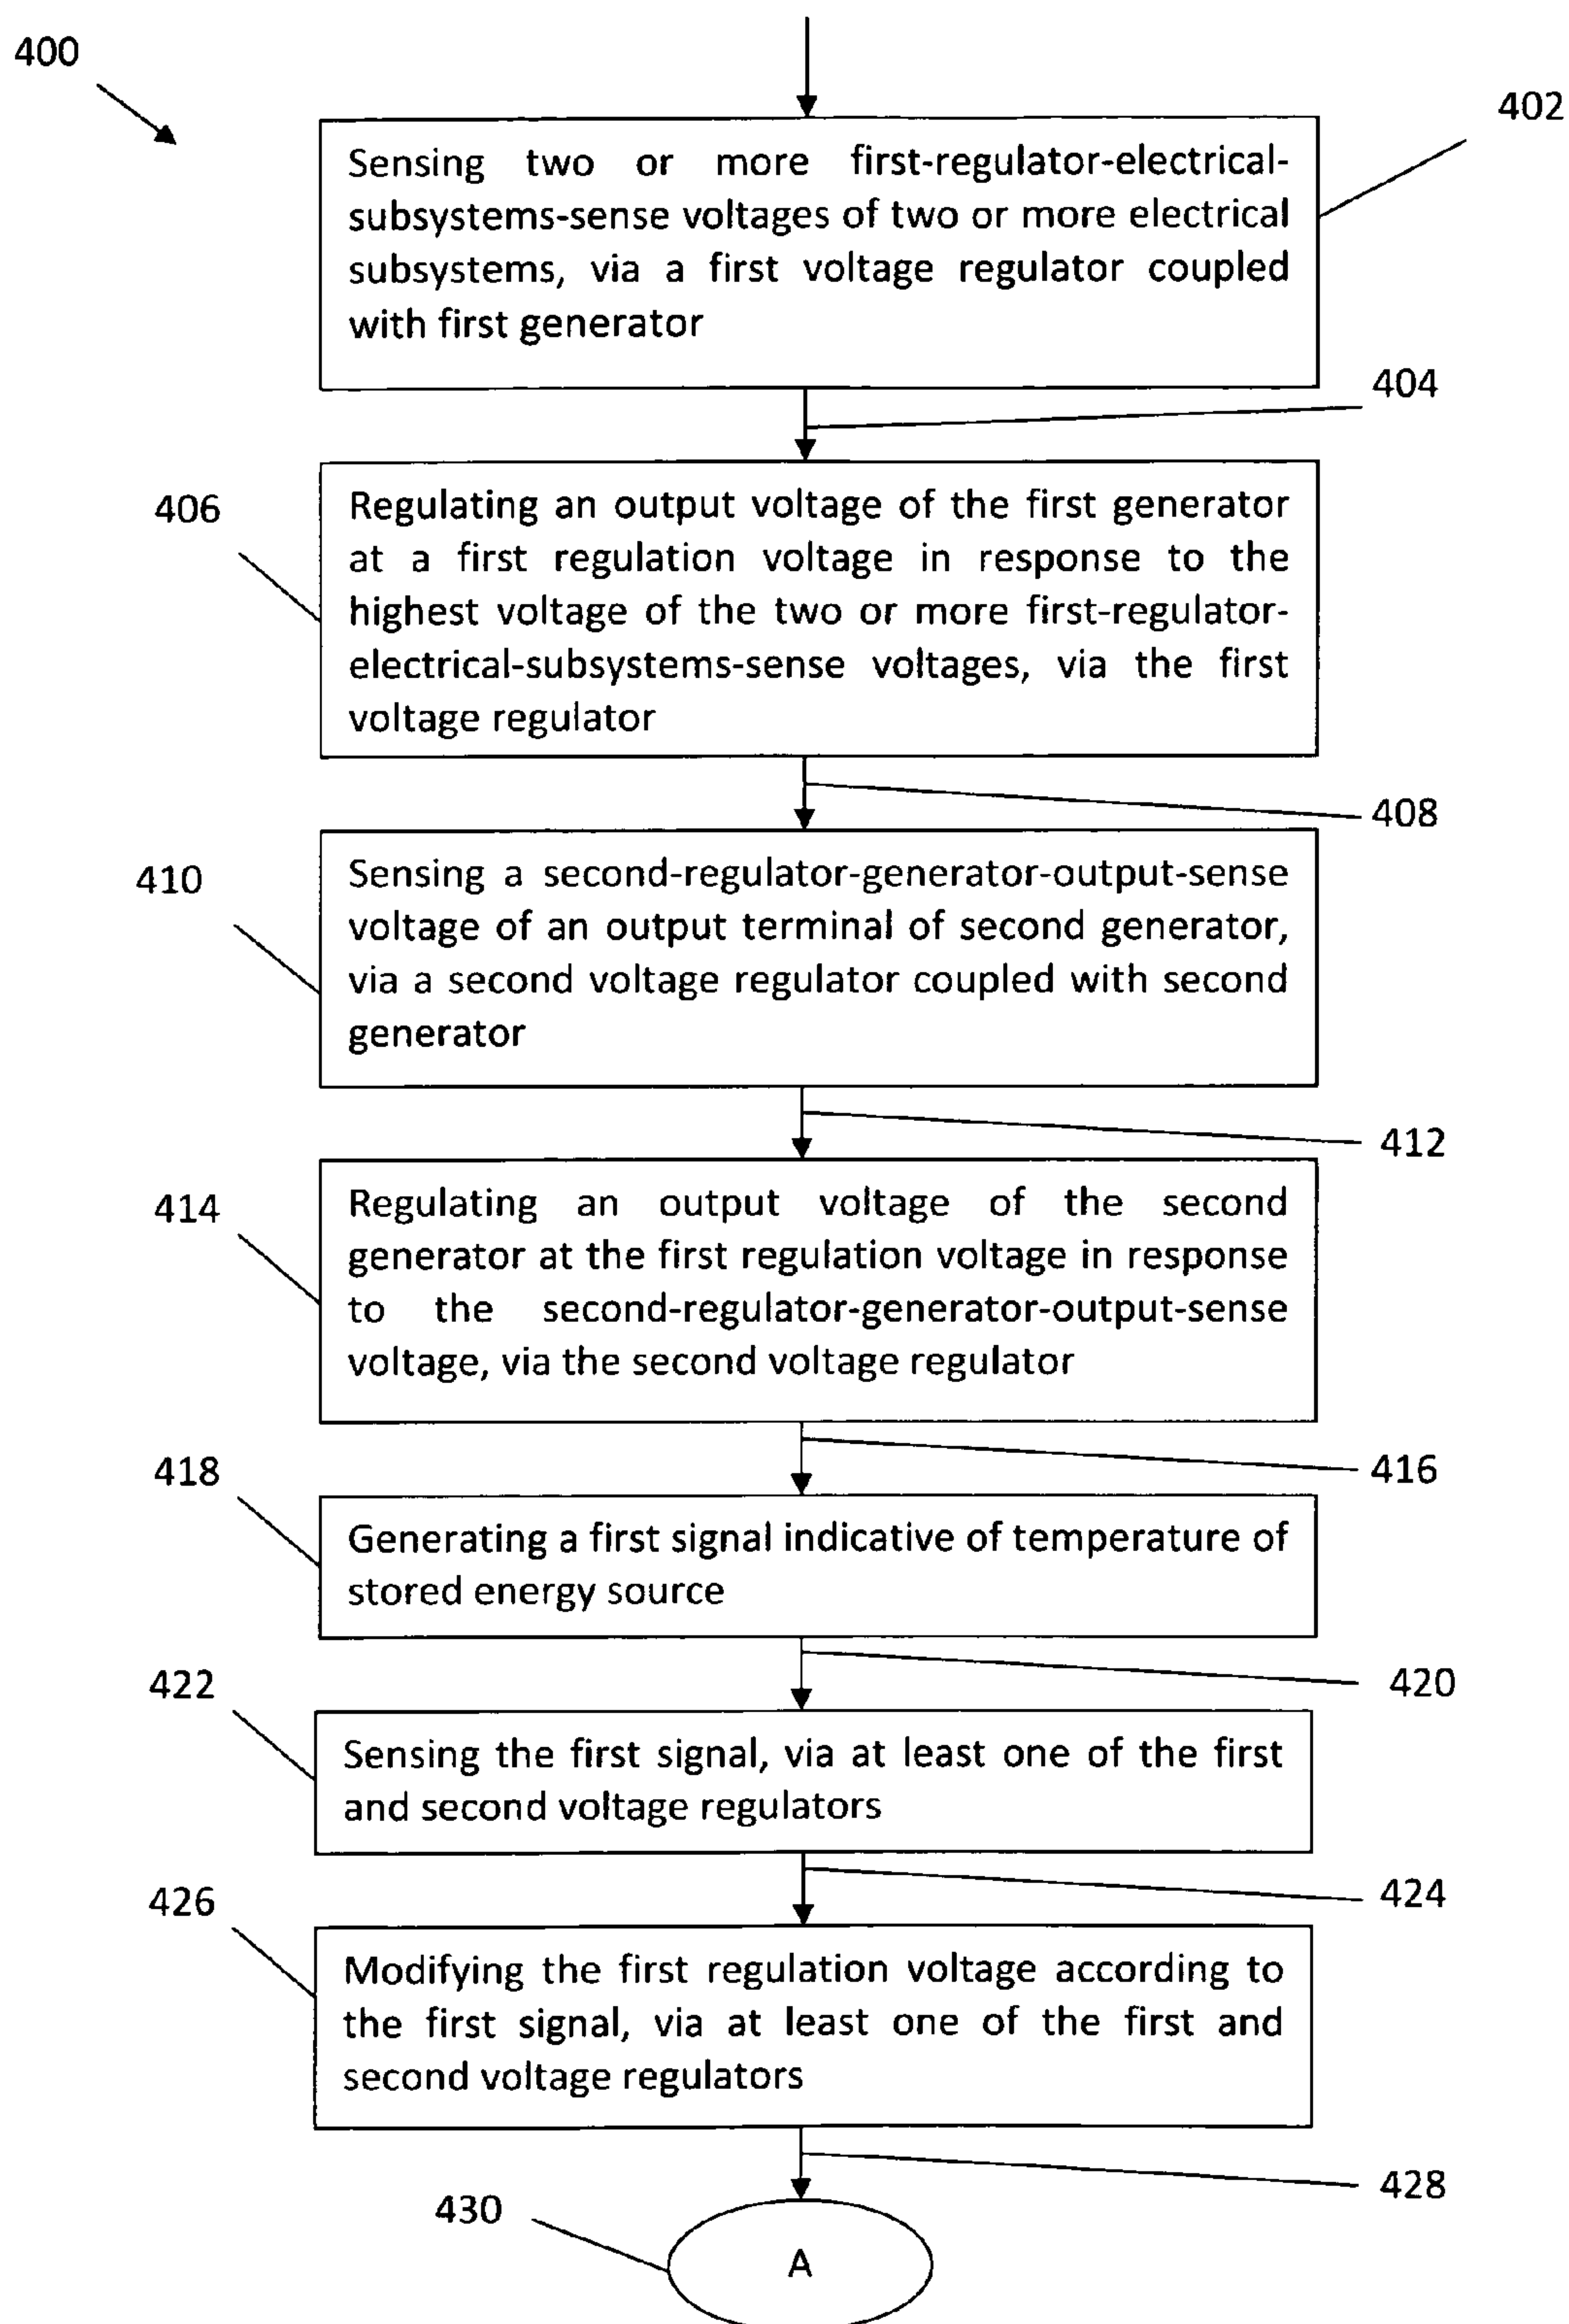 400
402
Sensing two or more first-regulator-electrical-
subsystems-sense voltages of two or more electrical
subsystems, via a first voltage regulator coupled
with first generator
404
406
Regulating an output voltage of the first generator
at a first regulation voltage in response to the
highest voltage of the two or more first-regulator-
electrical-subsystems-sense voltages, via the first
voltage regulator
408
410
Sensing a second-regulator-generator-output-sense
voltage of an output terminal of second generator,
via a second voltage regulator coupled with second
generator
412
414
Regulating an output voltage of the second
generator at the first regulation voltage in response
to the second-regulator-generator-output-sense
voltage, via the second voltage regulator
416
418
Generating a first signal indicative of temperature of
stored energy source
420
422
Sensing the first signal, via at least one of the first
and second voltage regulators
424
426
Modifying the first regulation voltage according to
the first signal, via at least one of the first and
second voltage regulators
428
430
A